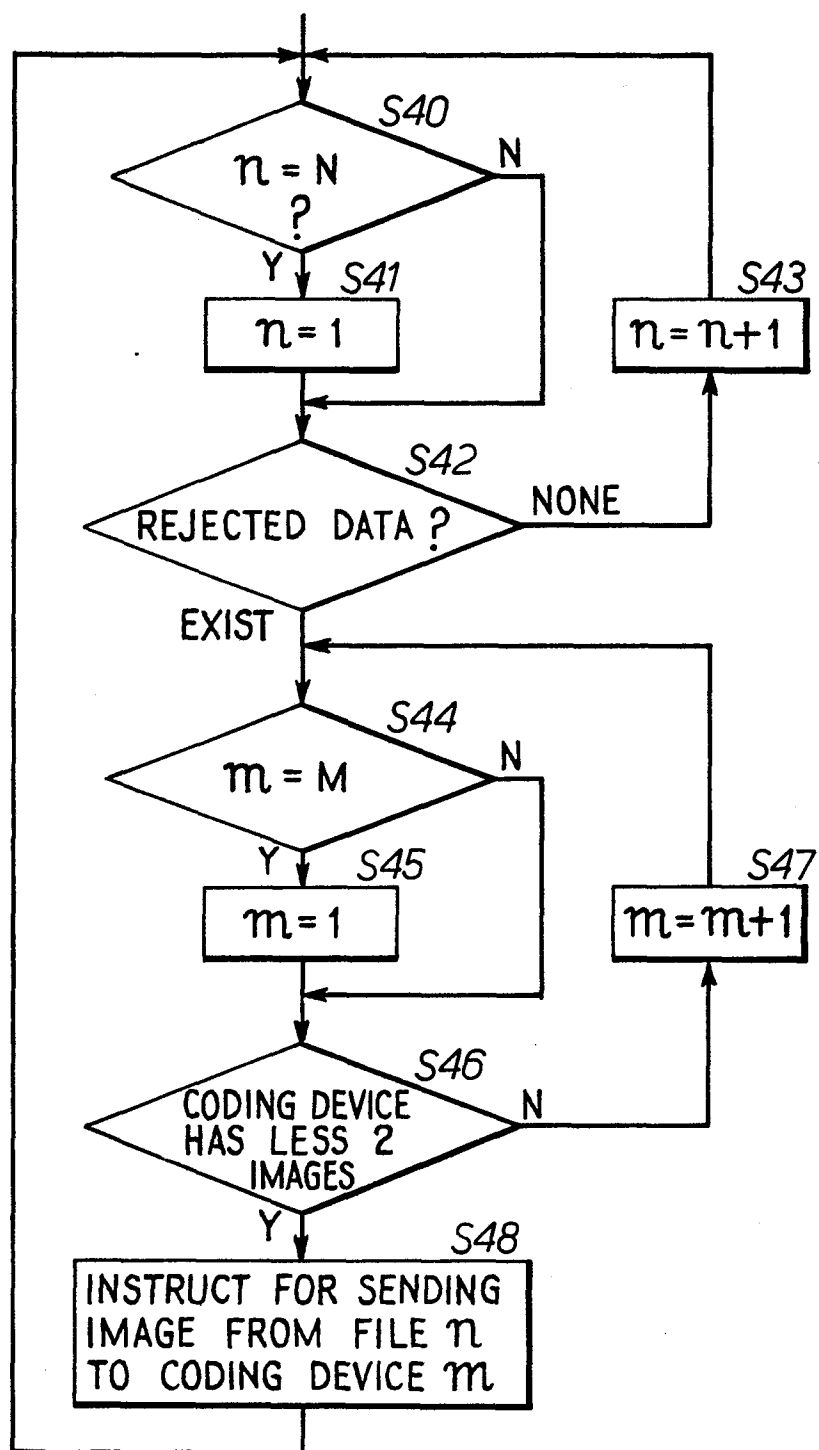 S40
n = N
?
N
Y
S41
n = 1
S43
n = n+1
S42
REJECTED DATA ?
NONE
EXIST
S44
m = M
N
Y
S45
m = 1
S47
m = m+1
S46
CODING DEVICE
HAS LESS 2
IMAGES
N
Y
S48
INSTRUCT FOR SENDING
IMAGE FROM FILE n
TO CODING DEVICE m